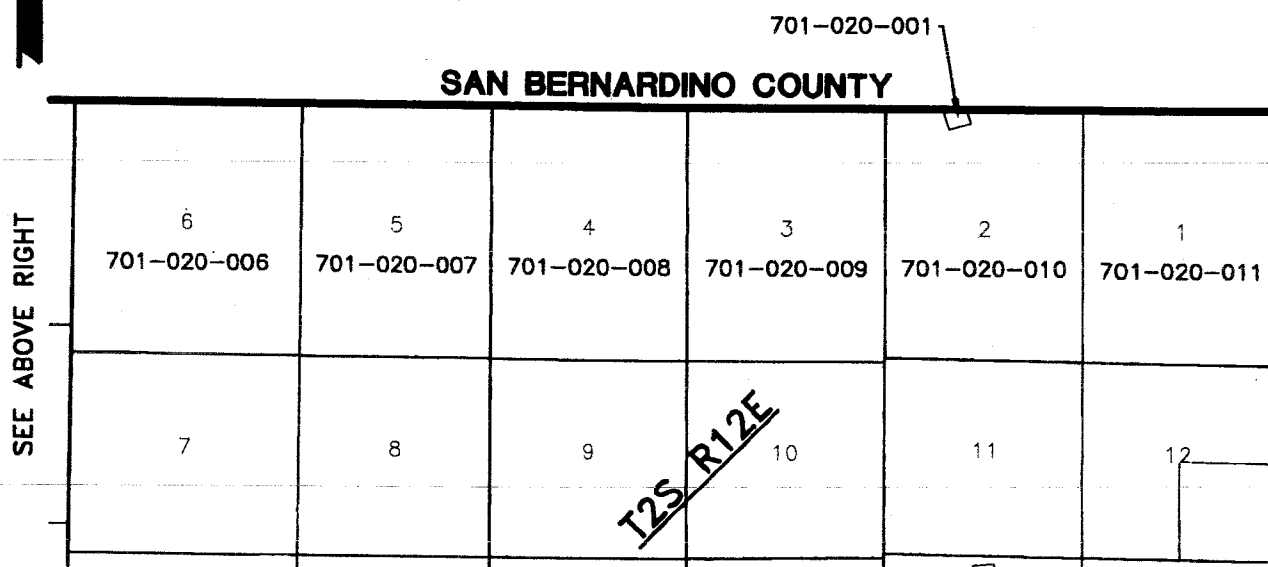 701-020-001
SAN BERNARDINO COUNTY
SEE ABOVE RIGHT
6 5 4 3 2 1
701-020-006 701-020-007 701-020-008 701-020-009 701-020-010 701-020-011
7 8 9 10 11 12
T2S R12E